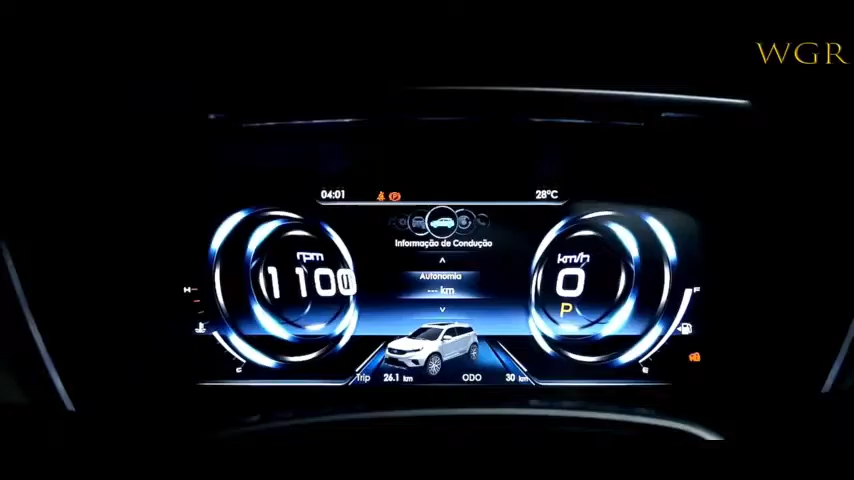 WGR
04:01
28°C
Informação de Condução
rpm
1100
Autonomia
--- km
km/h
0
P
H
C
F
E
Trip 26.1 km
ODO 30 km